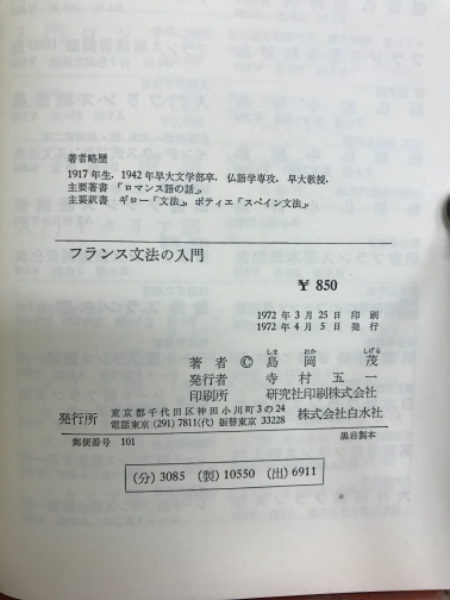 著者略歴
1917年生．1942年早大文学部卒．仏語学専攻，早大教授．
主要著書 「ロマンス語の話」．
主要訳書 ギロー「文法」，ポティエ「スペイン文法」．
フランス文法の入門
¥ 850
1972年3月25日 印刷
1972年4月5日 発行
しま おか しげる
著者 © 島岡 茂
発行者 寺村五一
印刷所 研究社印刷株式会社
発行所 東京都千代田区神田小川町3の24 株式会社白水社
電話東京(291)7811(代) 振替東京33228
郵便番号 101
黒岩製本
(分)3085 (製)10550 (出)6911